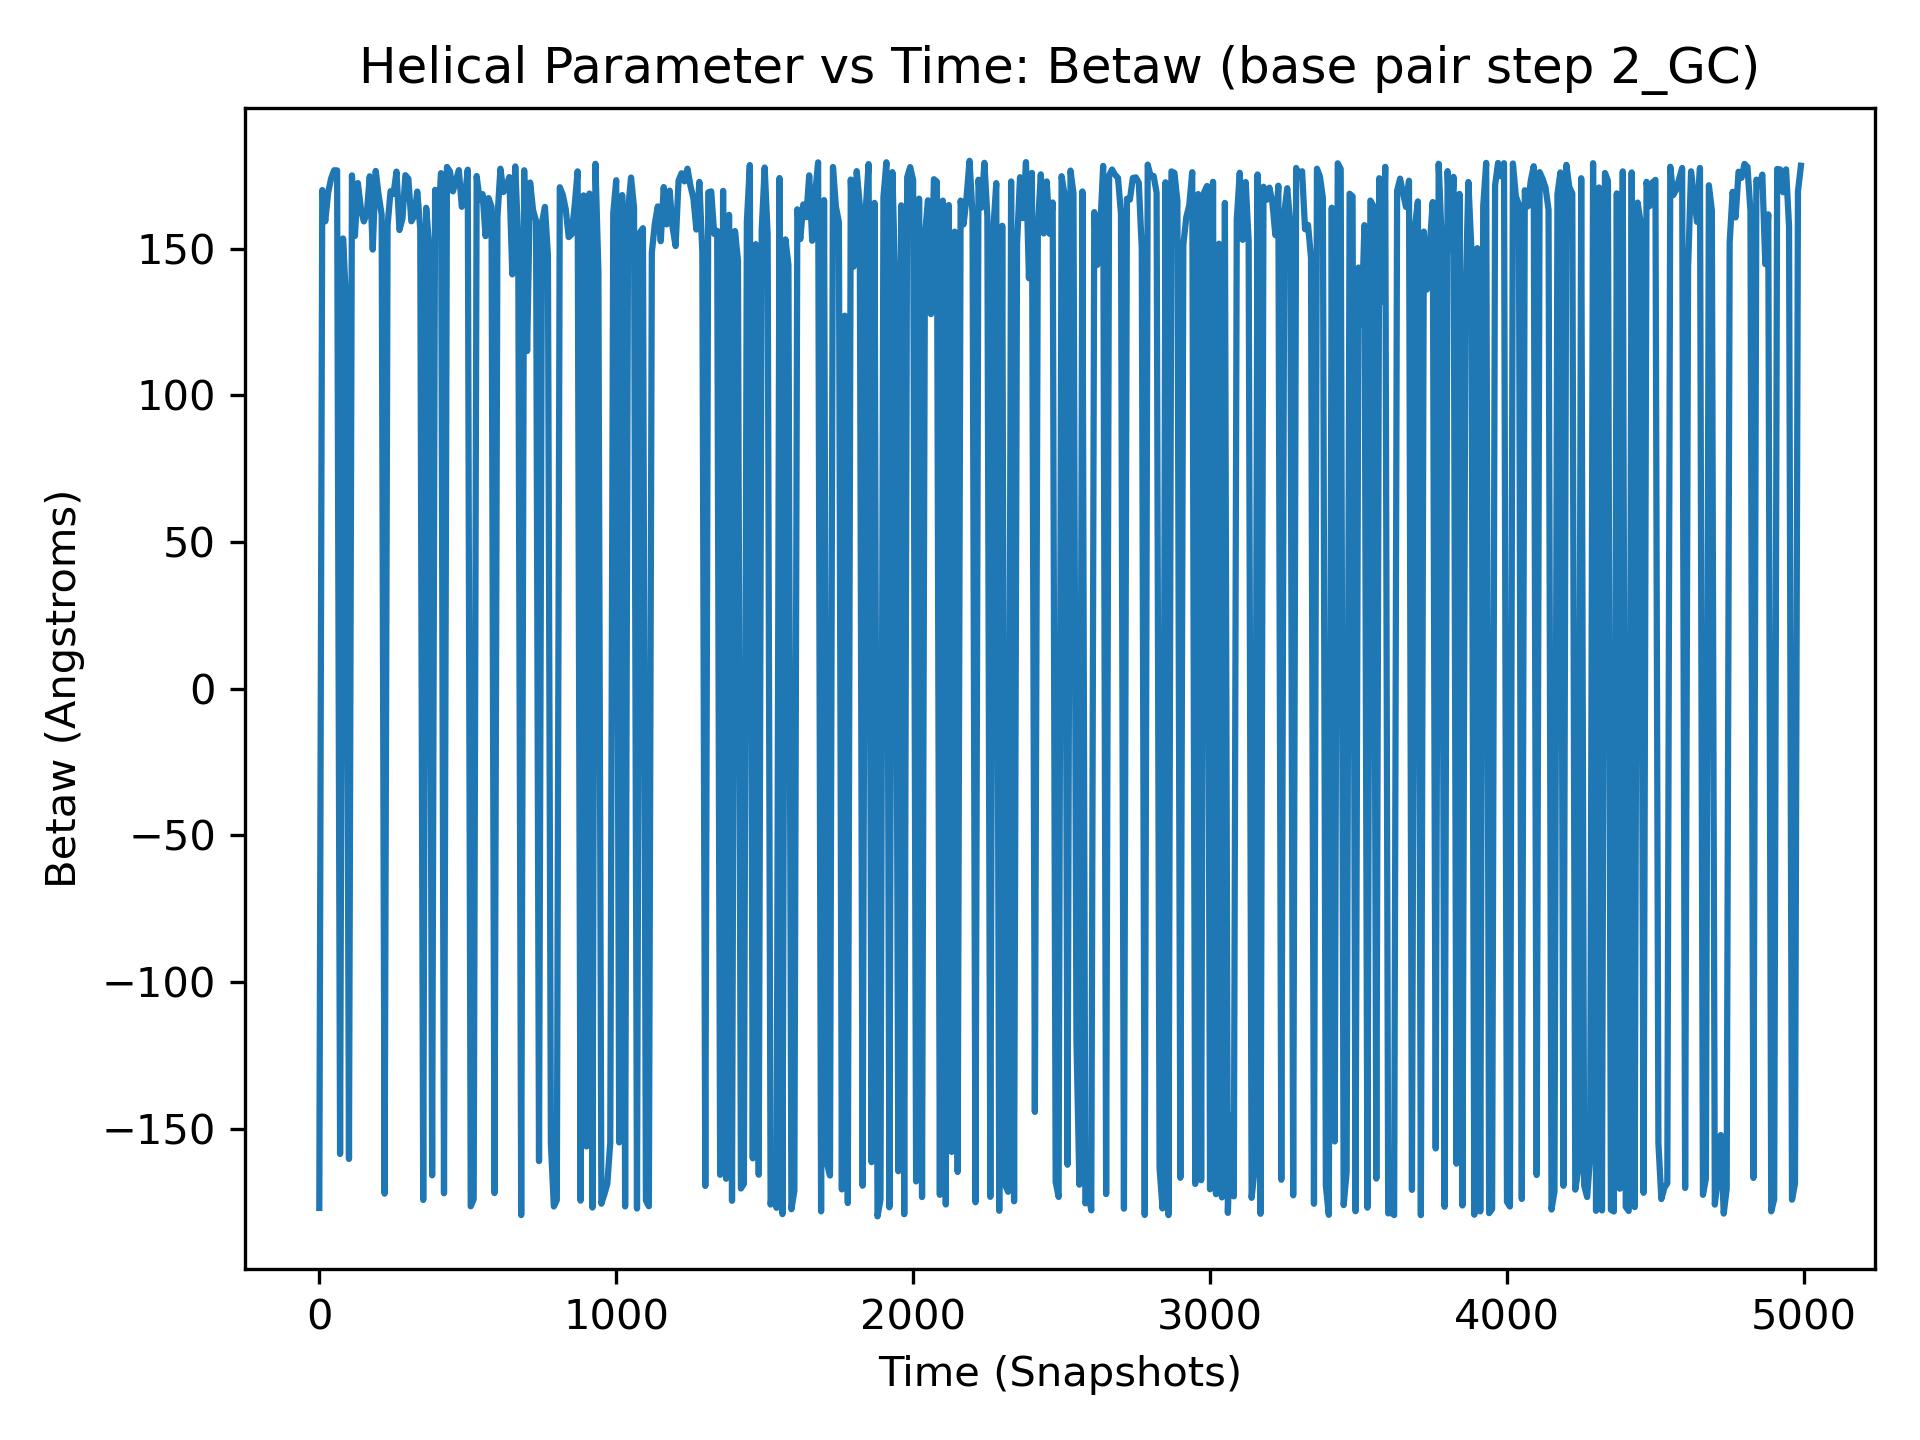 Helical Parameter vs Time: Betaw (base pair step 2_GC)
Betaw (Angstroms)
150
100
50
0
−50
−100
−150
0 1000 2000 3000 4000 5000
Time (Snapshots)